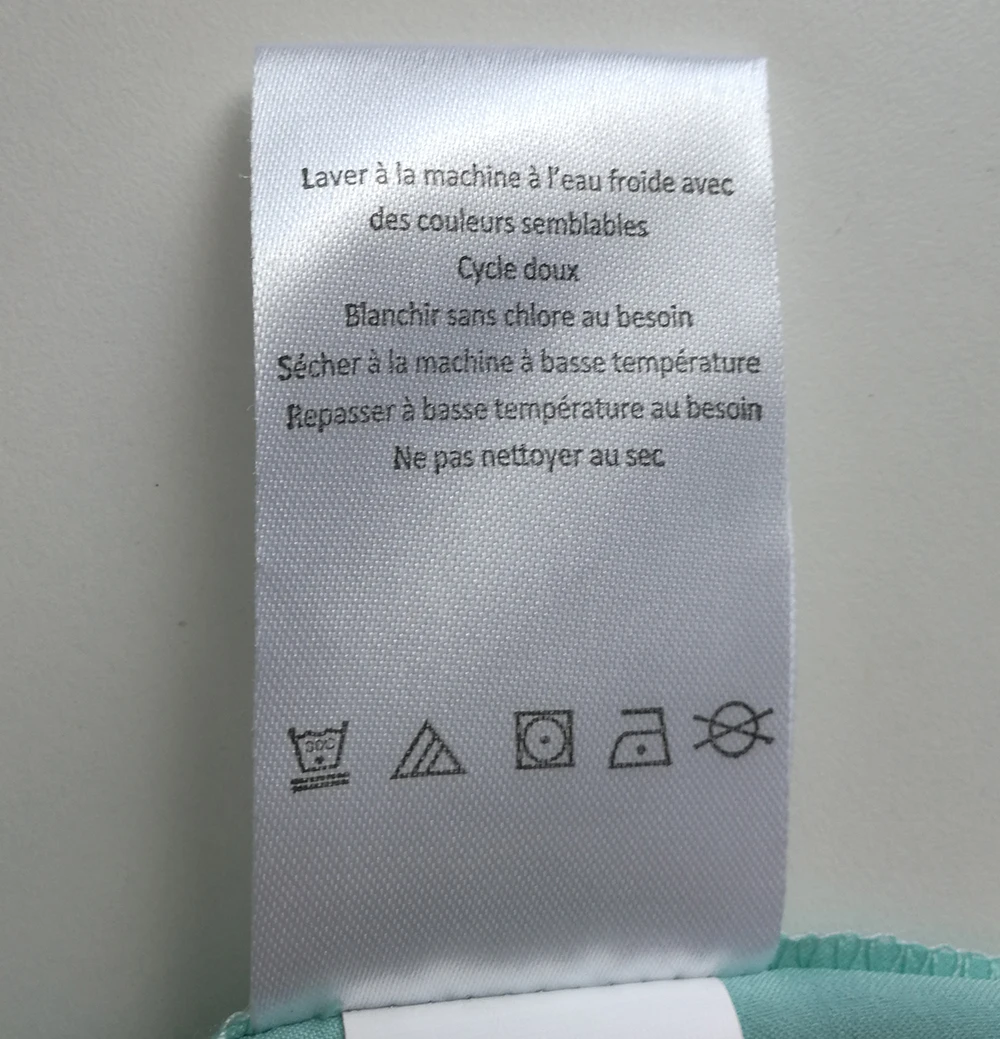 Laver à la machine à l'eau froide avec
des couleurs semblables
Cycle doux
Blanchir sans chlore au besoin
Sécher à la machine à basse température
Repasser à basse température au besoin
Ne pas nettoyer au sec
30C